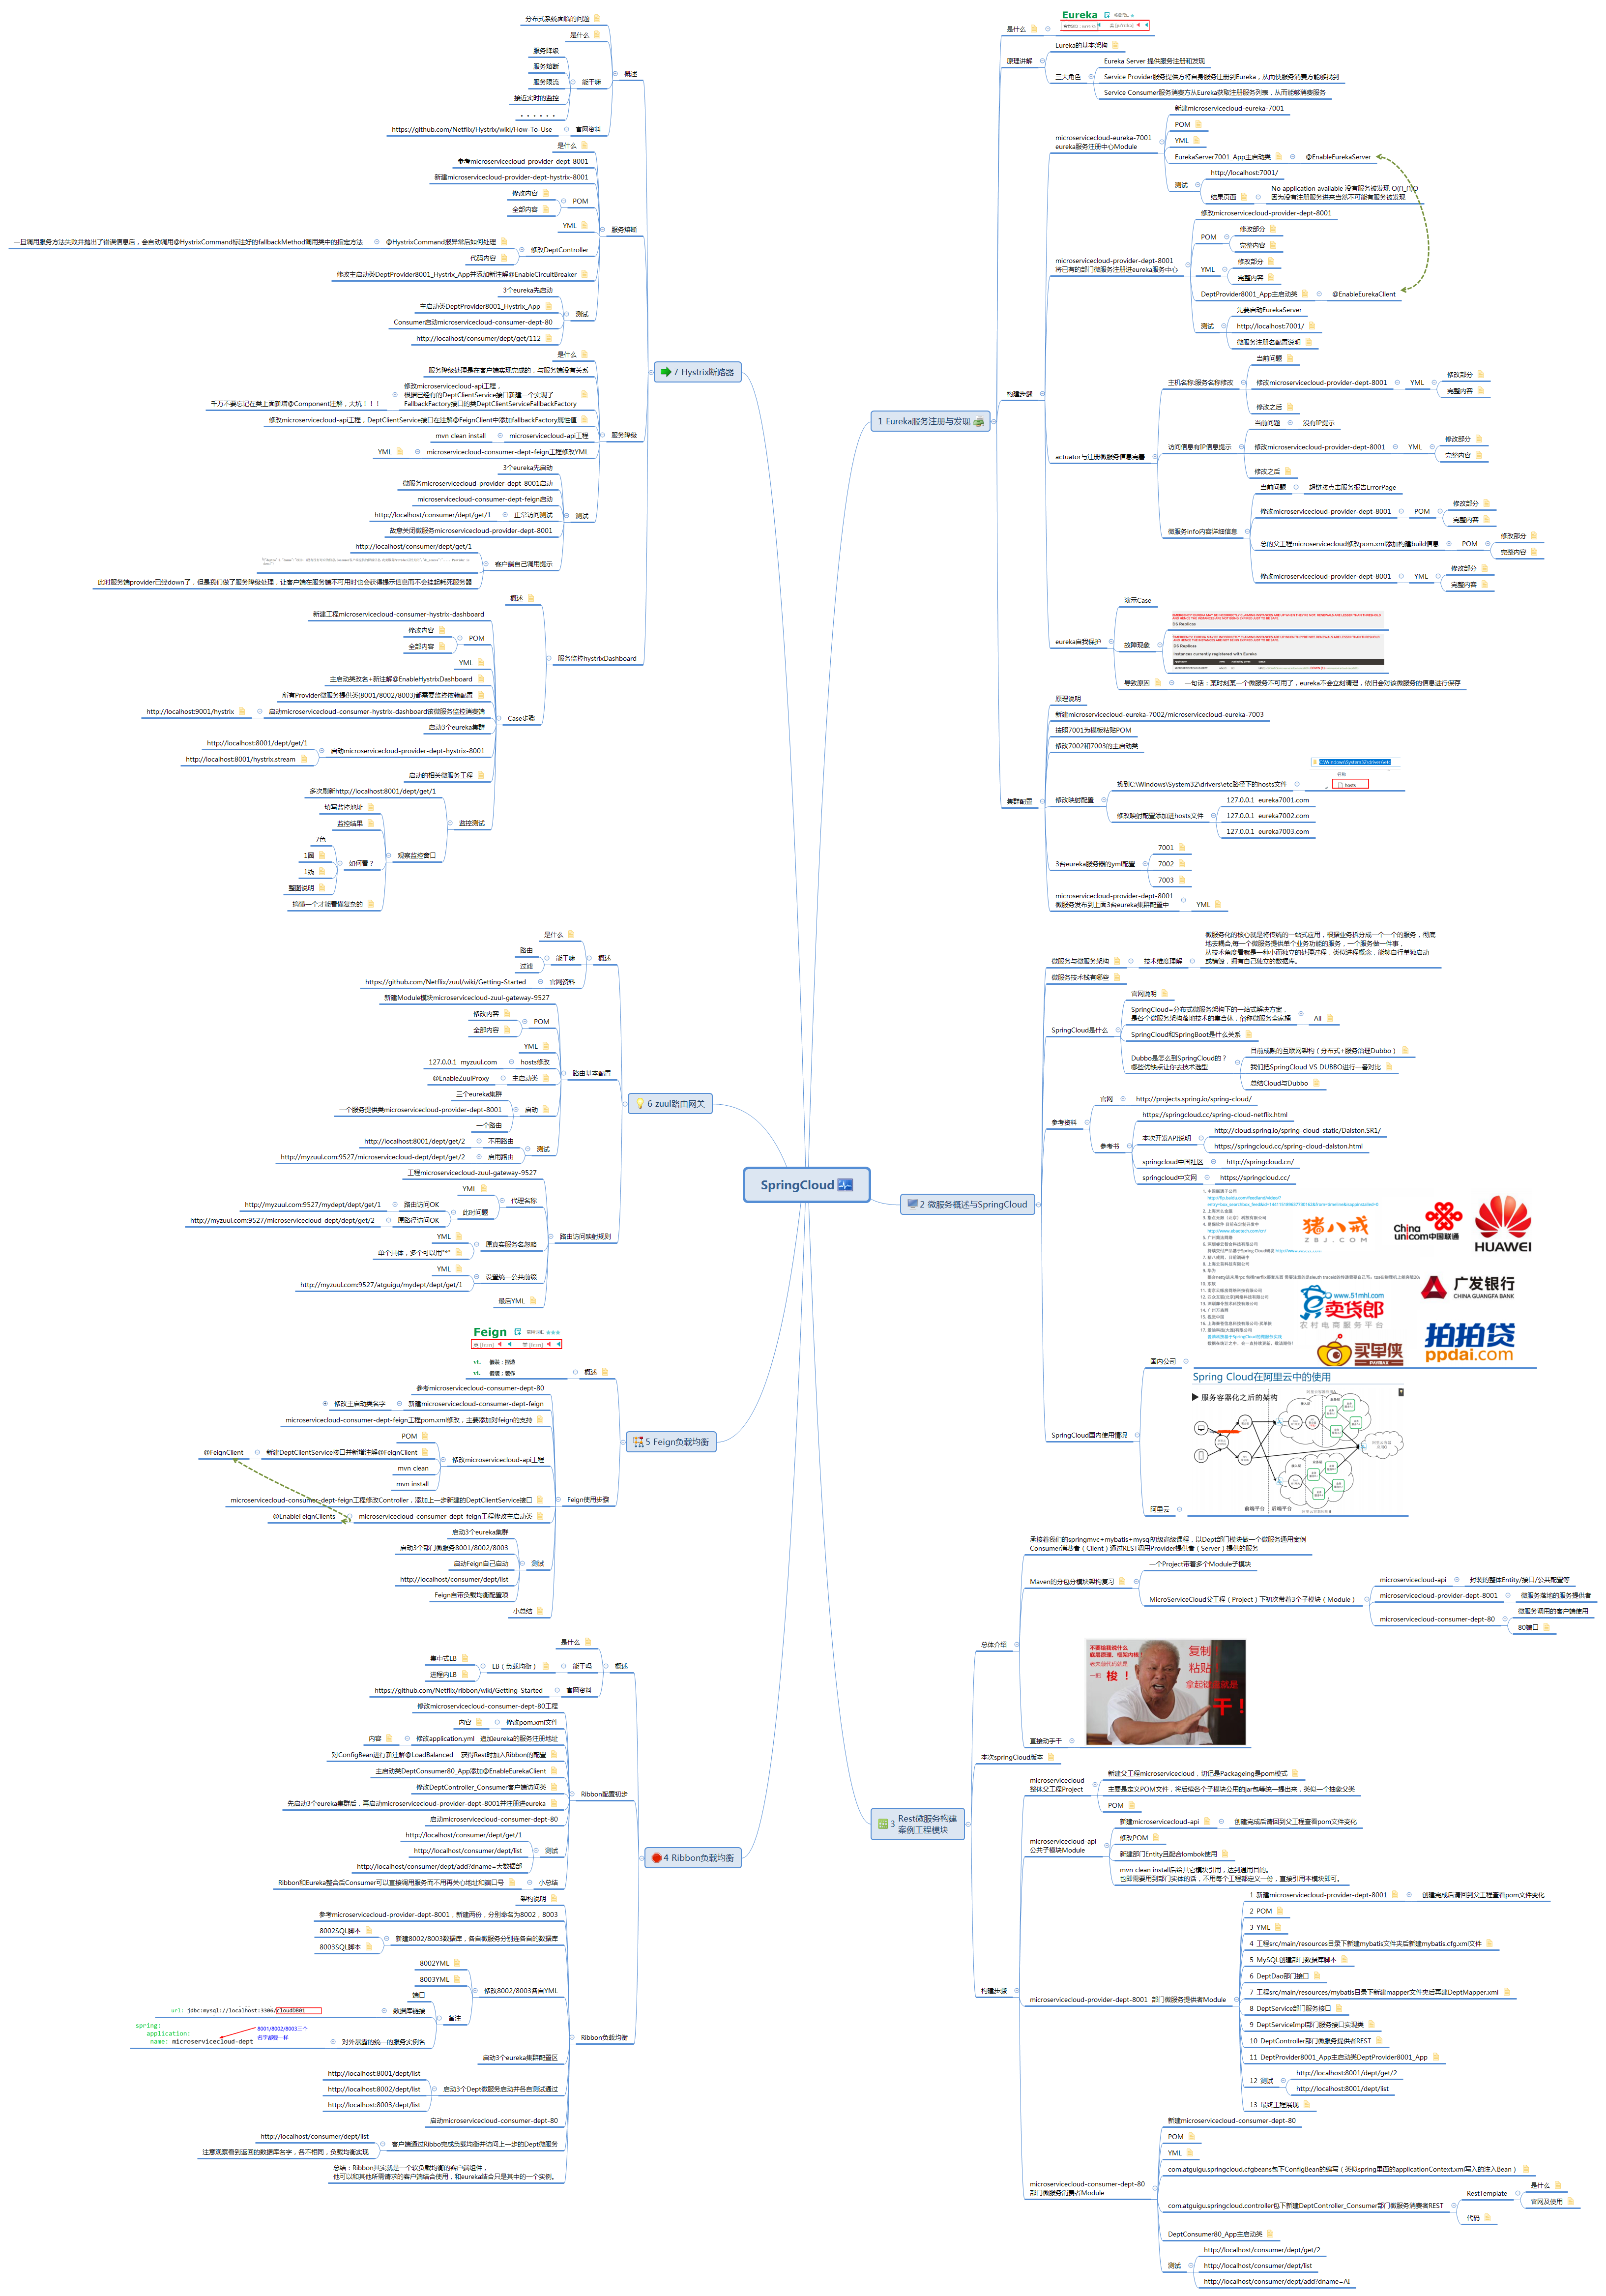 SpringCloud
1 Eureka服务注册与发现
是什么
Eureka
原理讲解
Eureka的基本架构
三大角色
Eureka Server 提供服务注册和发现
Service Provider服务提供方将自身服务注册到Eureka，从而使服务消费方能够找到
Service Consumer服务消费方从Eureka获取注册服务列表，从而能够消费服务
构建步骤
microservicecloud-eureka-7001
eureka服务注册中心Module
新建microservicecloud-eureka-7001
POM
YML
EurekaServer7001_App主启动类
@EnableEurekaServer
测试
http://localhost:7001/
结果页面
No application available 没有服务被发现 O(∩_∩)O
因为没有注册服务进来当然不可能有服务被发现
microservicecloud-provider-dept-8001
将已有的部门微服务注册进eureka服务中心
修改microservicecloud-provider-dept-8001
POM
修改部分
完整内容
YML
修改部分
完整内容
DeptProvider8001_App主启动类
@EnableEurekaClient
测试
先要启动EurekaServer
http://localhost:7001/
微服务注册名配置说明
actuator与注册微服务信息完善
主机名称:服务名称修改
当前问题
修改microservicecloud-provider-dept-8001
YML
修改部分
完整内容
修改之后
访问信息有IP信息提示
当前问题
没有IP提示
修改microservicecloud-provider-dept-8001
YML
修改部分
完整内容
修改之后
微服务info内容详细信息
当前问题
超链接点击服务报告ErrorPage
修改microservicecloud-provider-dept-8001
POM
修改部分
完整内容
总的父工程microservicecloud修改pom.xml添加构建build信息
POM
修改部分
完整内容
修改microservicecloud-provider-dept-8001
YML
修改部分
完整内容
eureka自我保护
演示Case
故障现象
EMERGENCY! EUREKA MAY BE INCORRECTLY CLAIMING INSTANCES ARE UP WHEN THEY'RE NOT. RENEWALS ARE LESSER THAN THRESHOLD
AND HENCE THE INSTANCES ARE NOT BEING EXPIRED JUST TO BE SAFE.
DS Replicas
EMERGENCY! EUREKA MAY BE INCORRECTLY CLAIMING INSTANCES ARE UP WHEN THEY'RE NOT. RENEWALS ARE LESSER THAN THRESHOLD
AND HENCE THE INSTANCES ARE NOT BEING EXPIRED JUST TO BE SAFE.
DS Replicas
Instances currently registered with Eureka
导致原因
一句话：某时刻某一个微服务不可用了，eureka不会立刻清理，依旧会对该微服务的信息进行保存
集群配置
原理说明
新建microservicecloud-eureka-7002/microservicecloud-eureka-7003
按照7001为模板粘贴POM
修改7002和7003的主启动类
修改映射配置
找到C:\Windows\System32\drivers\etc路径下的hosts文件
hosts
修改映射配置添加进hosts文件
127.0.0.1 eureka7001.com
127.0.0.1 eureka7002.com
127.0.0.1 eureka7003.com
3台eureka服务器的yml配置
7001
7002
7003
microservicecloud-provider-dept-8001
微服务发布到上面3台eureka集群配置中
YML
2 微服务概述与SpringCloud
微服务与微服务架构
技术维度理解
微服务化的核心就是将传统的一站式应用，根据业务拆分成一个一个的服务，彻底
地去耦合,每一个微服务提供单个业务功能的服务，一个服务做一件事，
从技术角度看就是一种小而独立的处理过程，类似进程概念，能够自行单独启动
或销毁，拥有自己独立的数据库。
微服务技术栈有哪些
SpringCloud是什么
官网说明
SpringCloud=分布式微服务架构下的一站式解决方案，
是各个微服务架构落地技术的集合体，俗称微服务全家桶
All
SpringCloud和SpringBoot是什么关系
Dubbo是怎么到SpringCloud的？
哪些优缺点让你去技术选型
目前成熟的互联网架构（分布式+服务治理Dubbo）
我们把SpringCloud VS DUBBO进行一番对比
总结Cloud与Dubbo
参考资料
官网
http://projects.spring.io/spring-cloud/
参考书
https://springcloud.cc/spring-cloud-netflix.html
本次开发API说明
http://cloud.spring.io/spring-cloud-static/Dalston.SR1/
https://springcloud.cc/spring-cloud-dalston.html
springcloud中国社区
http://springcloud.cn/
springcloud中文网
https://springcloud.cc/
SpringCloud国内使用情况
国内公司
猪八戒
ZBJ.COM
China unicom中国联通
HUAWEI
广发银行
CHINA GUANGFA BANK
www.51mhl.com
卖货郎
农村电商服务平台
拍拍贷
ppdai.com
买单侠
阿里云
Spring Cloud在阿里云中的使用
▶ 服务容器化之后的架构
前端平台 后端平台
3 Rest微服务构建
案例工程模块
总体介绍
承接着我们的springmvc+mybatis+mysql初级高级课程，以Dept部门模块做一个微服务通用案例
Consumer消费者（Client）通过REST调用Provider提供者（Server）提供的服务
Maven的分包分模块架构复习
一个Project带着多个Module子模块
MicroServiceCloud父工程（Project）下初次带着3个子模块（Module）
microservicecloud-api
封装的整体Entity/接口/公共配置等
microservicecloud-provider-dept-8001
微服务落地的服务提供者
microservicecloud-consumer-dept-80
微服务调用的客户端使用
80端口
直接动手干
不要给我说什么
底层原理、框架内核！
老夫敲代码就是
一把 梭！
复制！
粘贴！
拿起键盘就是
干！
本次springCloud版本
构建步骤
microservicecloud
整体父工程Project
新建父工程microservicecloud，切记是Packageing是pom模式
主要是定义POM文件，将后续各个子模块公用的jar包等统一提出来，类似一个抽象父类
POM
microservicecloud-api
公共子模块Module
新建microservicecloud-api
创建完成后请回到父工程查看pom文件变化
修改POM
新建部门Entity且配合lombok使用
mvn clean install后给其它模块引用，达到通用目的。
也即需要用到部门实体的话，不用每个工程都定义一份，直接引用本模块即可。
microservicecloud-provider-dept-8001 部门微服务提供者Module
1 新建microservicecloud-provider-dept-8001
创建完成后请回到父工程查看pom文件变化
2 POM
3 YML
4 工程src/main/resources目录下新建mybatis文件夹后新建mybatis.cfg.xml文件
5 MySQL创建部门数据库脚本
6 DeptDao部门接口
7 工程src/main/resources/mybatis目录下新建mapper文件夹后再建DeptMapper.xml
8 DeptService部门服务接口
9 DeptServiceImpl部门服务接口实现类
10 DeptController部门微服务提供者REST
11 DeptProvider8001_App主启动类DeptProvider8001_App
12 测试
http://localhost:8001/dept/get/2
http://localhost:8001/dept/list
13 最终工程展现
microservicecloud-consumer-dept-80
部门微服务消费者Module
新建microservicecloud-consumer-dept-80
POM
YML
com.atguigu.springcloud.cfgbeans包下ConfigBean的编写（类似spring里面的applicationContext.xml写入的注入Bean）
com.atguigu.springcloud.controller包下新建DeptController_Consumer部门微服务消费者REST
RestTemplate
是什么
官网及使用
代码
DeptConsumer80_App主启动类
测试
http://localhost/consumer/dept/get/2
http://localhost/consumer/dept/list
http://localhost/consumer/dept/add?dname=AI
4 Ribbon负载均衡
概述
是什么
能干吗
LB（负载均衡）
集中式LB
进程内LB
官网资料
https://github.com/Netflix/ribbon/wiki/Getting-Started
Ribbon配置初步
修改microservicecloud-consumer-dept-80工程
修改pom.xml文件
内容
修改application.yml 追加eureka的服务注册地址
内容
对ConfigBean进行新注解@LoadBalanced 获得Rest时加入Ribbon的配置
主启动类DeptConsumer80_App添加@EnableEurekaClient
修改DeptController_Consumer客户端访问类
先启动3个eureka集群后，再启动microservicecloud-provider-dept-8001并注册进eureka
启动microservicecloud-consumer-dept-80
测试
http://localhost/consumer/dept/get/1
http://localhost/consumer/dept/list
http://localhost/consumer/dept/add?dname=大数据部
小总结
Ribbon和Eureka整合后Consumer可以直接调用服务而不用再关心地址和端口号
Ribbon负载均衡
架构说明
参考microservicecloud-provider-dept-8001，新建两份，分别命名为8002，8003
新建8002/8003数据库，各自微服务分别连各自的数据库
8002SQL脚本
8003SQL脚本
修改8002/8003各自YML
8002YML
8003YML
备注
端口
数据库链接
url: jdbc:mysql://localhost:3306/cloudDB01
对外暴露的统一的服务实例名
spring:
application:
name: microservicecloud-dept
8001/8002/8003三个
名字都要一样
启动3个eureka集群配置区
启动3个Dept微服务启动并各自测试通过
http://localhost:8001/dept/list
http://localhost:8002/dept/list
http://localhost:8003/dept/list
启动microservicecloud-consumer-dept-80
客户端通过Ribbo完成负载均衡并访问上一步的Dept微服务
http://localhost/consumer/dept/list
注意观察看到返回的数据库名字，各不相同，负载均衡实现
总结：Ribbon其实就是一个软负载均衡的客户端组件，
他可以和其他所需请求的客户端结合使用，和eureka结合只是其中的一个实例。
5 Feign负载均衡
概述
Feign
vt. 假装；捏造
vi. 假装；装作
Feign使用步骤
参考microservicecloud-consumer-dept-80
新建microservicecloud-consumer-dept-feign
修改主启动类名字
microservicecloud-consumer-dept-feign工程pom.xml修改，主要添加对feign的支持
修改microservicecloud-api工程
POM
新建DeptClientService接口并新增注解@FeignClient
@FeignClient
mvn clean
mvn install
microservicecloud-consumer-dept-feign工程修改Controller，添加上一步新建的DeptClientService接口
microservicecloud-consumer-dept-feign工程修改主启动类
@EnableFeignClients
测试
启动3个eureka集群
启动3个部门微服务8001/8002/8003
启动Feign自己启动
http://localhost/consumer/dept/list
Feign自带负载均衡配置项
小总结
6 zuul路由网关
概述
是什么
能干嘛
路由
过滤
官网资料
https://github.com/Netflix/zuul/wiki/Getting-Started
路由基本配置
新建Module模块microservicecloud-zuul-gateway-9527
POM
修改内容
全部内容
YML
hosts修改
127.0.0.1 myzuul.com
主启动类
@EnableZuulProxy
启动
三个eureka集群
一个服务提供类microservicecloud-provider-dept-8001
一个路由
测试
不用路由
http://localhost:8001/dept/get/2
启用路由
http://myzuul.com:9527/microservicecloud-dept/dept/get/2
路由访问映射规则
工程microservicecloud-zuul-gateway-9527
代理名称
YML
此时问题
路由访问OK
http://myzuul.com:9527/mydept/dept/get/1
原路径访问OK
http://myzuul.com:9527/microservicecloud-dept/dept/get/2
原真实服务名忽略
YML
单个具体，多个可以用"*"
设置统一公共前缀
YML
http://myzuul.com:9527/atguigu/mydept/dept/get/1
最后YML
7 Hystrix断路器
概述
分布式系统面临的问题
是什么
能干嘛
服务降级
服务熔断
服务限流
接近实时的监控
。。。。。。
官网资料
https://github.com/Netflix/Hystrix/wiki/How-To-Use
服务熔断
是什么
参考microservicecloud-provider-dept-8001
新建microservicecloud-provider-dept-hystrix-8001
POM
修改内容
全部内容
YML
修改DeptController
@HystrixCommand报异常后如何处理
一旦调用服务方法失败并抛出了错误信息后，会自动调用@HystrixCommand标注好的fallbackMethod调用类中的指定方法
代码内容
修改主启动类DeptProvider8001_Hystrix_App并添加新注解@EnableCircuitBreaker
测试
3个eureka先启动
主启动类DeptProvider8001_Hystrix_App
Consumer启动microservicecloud-consumer-dept-80
http://localhost/consumer/dept/get/112
服务降级
是什么
服务降级处理是在客户端实现完成的，与服务端没有关系
修改microservicecloud-api工程，
根据已经有的DeptClientService接口新建一个实现了
FallbackFactory接口的类DeptClientServiceFallbackFactory
千万不要忘记在类上面新增@Component注解，大坑！！！
修改microservicecloud-api工程，DeptClientService接口在注解@FeignClient中添加fallbackFactory属性值
microservicecloud-api工程
mvn clean install
microservicecloud-consumer-dept-feign工程修改YML
YML
测试
3个eureka先启动
微服务microservicecloud-provider-dept-8001启动
microservicecloud-consumer-dept-feign启动
正常访问测试
http://localhost/consumer/dept/get/1
故意关闭微服务microservicecloud-provider-dept-8001
客户端自己调用提示
http://localhost/consumer/dept/get/1
此时服务端provider已经down了，但是我们做了服务降级处理，让客户端在服务端不可用时也会获得提示信息而不会挂起耗死服务器
服务监控hystrixDashboard
概述
Case步骤
新建工程microservicecloud-consumer-hystrix-dashboard
POM
修改内容
全部内容
YML
主启动类改名+新注解@EnableHystrixDashboard
所有Provider微服务提供类(8001/8002/8003)都需要监控依赖配置
启动microservicecloud-consumer-hystrix-dashboard该微服务监控消费端
http://localhost:9001/hystrix
启动3个eureka集群
启动microservicecloud-provider-dept-hystrix-8001
http://localhost:8001/dept/get/1
http://localhost:8001/hystrix.stream
启动的相关微服务工程
监控测试
多次刷新http://localhost:8001/dept/get/1
观察监控窗口
填写监控地址
监控结果
如何看？
7色
1圆
1线
整图说明
搞懂一个才能看懂复杂的